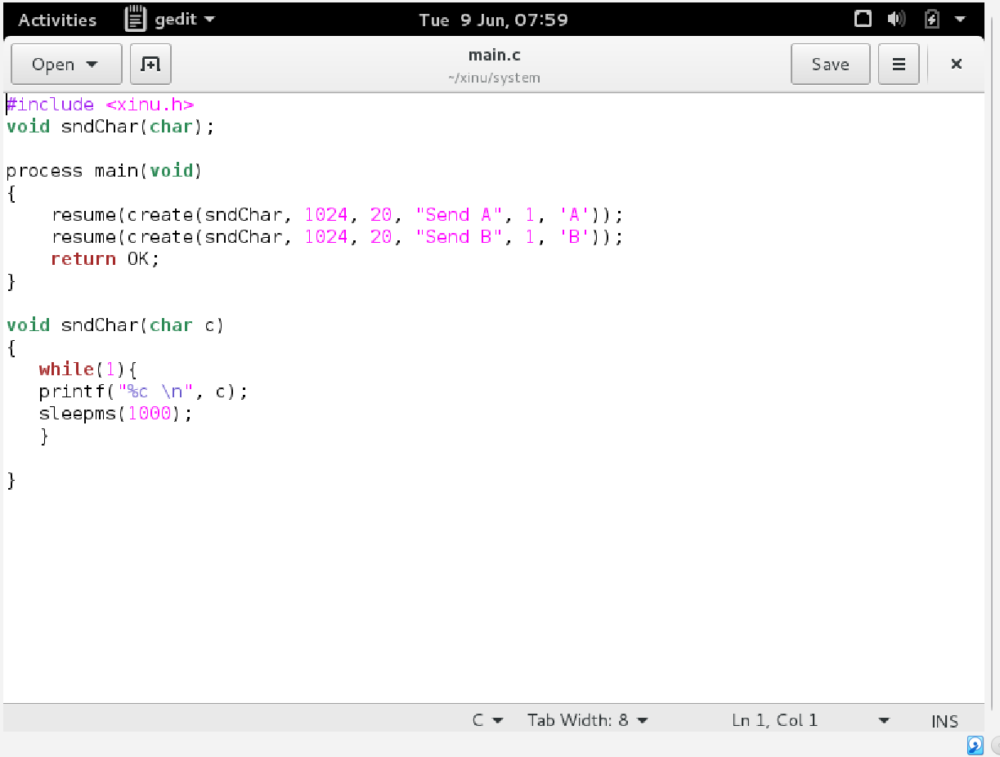 Activities gedit Tue 9 Jun, 07:59
Open main.c Save
~/xinu/system
#include <xinu.h>
void sndChar(char);
process main(void)
{
resume(create(sndChar, 1024, 20, "Send A", 1, 'A'));
resume(create(sndChar, 1024, 20, "Send B", 1, 'B'));
return OK;
}
void sndChar(char c)
{
while(1){
printf("%c \n", c);
sleepms(1000);
}
}
C Tab Width: 8 Ln 1, Col 1 INS